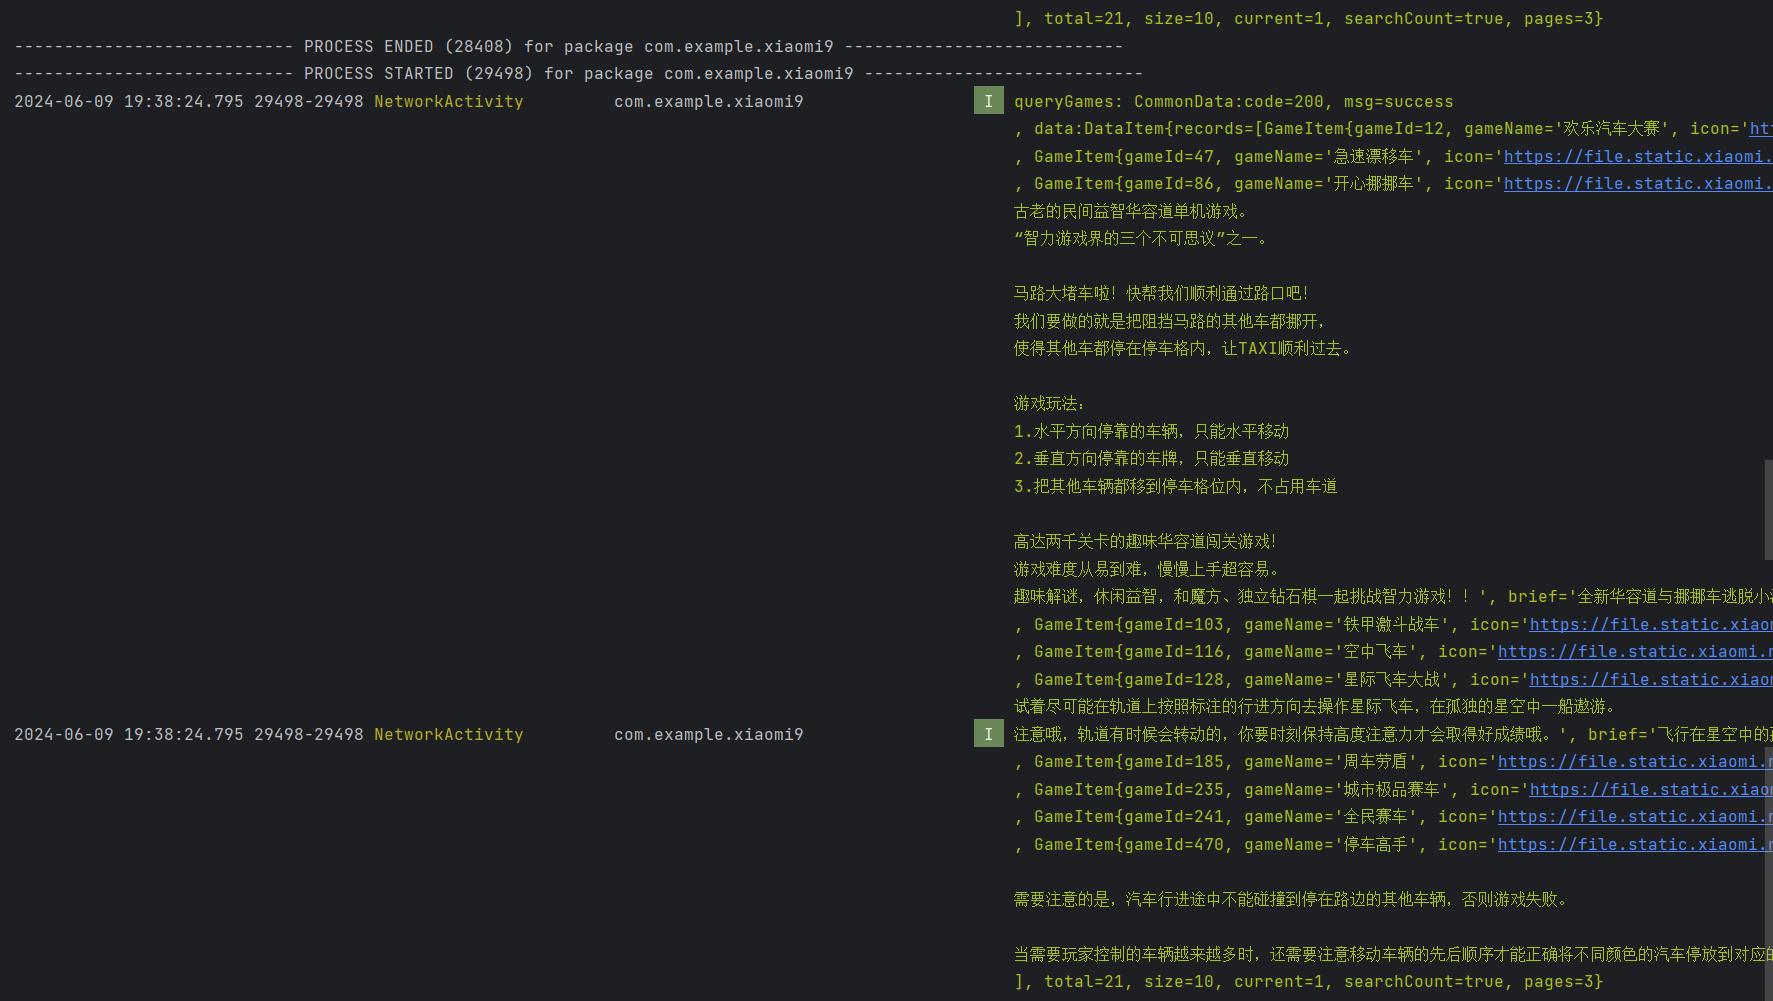 ], total=21, size=10, current=1, searchCount=true, pages=3}
---------------------------- PROCESS ENDED (28408) for package com.example.xiaomi9 ----------------------------
---------------------------- PROCESS STARTED (29498) for package com.example.xiaomi9 ----------------------------
2024-06-09 19:38:24.795 29498-29498 NetworkActivity com.example.xiaomi9 I queryGames: CommonData:code=200, msg=success
, data:DataItem{records=[GameItem{gameId=12, gameName='欢乐汽车大赛', icon='ht
, GameItem{gameId=47, gameName='急速漂移车', icon='https://file.static.xiaomi.
, GameItem{gameId=86, gameName='开心挪挪车', icon='https://file.static.xiaomi.
古老的民间益智华容道单机游戏。
“智力游戏界的三个不可思议”之一。
马路大堵车啦！快帮我们顺利通过路口吧！
我们要做的就是把阻挡马路的其他车都挪开，
使得其他车都停在停车格内，让TAXI顺利过去。
游戏玩法：
1.水平方向停靠的车辆，只能水平移动
2.垂直方向停靠的车牌，只能垂直移动
3.把其他车辆都移到停车格位内，不占用车道
高达两千关卡的趣味华容道闯关游戏！
游戏难度从易到难，慢慢上手超容易。
趣味解谜，休闲益智，和魔方、独立钻石棋一起挑战智力游戏！！', brief='全新华容道与挪挪车逃脱小
, GameItem{gameId=103, gameName='铁甲激斗战车', icon='https://file.static.xiao
, GameItem{gameId=116, gameName='空中飞车', icon='https://file.static.xiaomi.
, GameItem{gameId=128, gameName='星际飞车大战', icon='https://file.static.xiao
试着尽可能在轨道上按照标注的行进方向去操作星际飞车，在孤独的星空中一船遨游。
2024-06-09 19:38:24.795 29498-29498 NetworkActivity com.example.xiaomi9 I 注意哦，轨道有时候会转动的，你要时刻保持高度注意力才会取得好成绩哦。', brief='飞行在星空中的
, GameItem{gameId=185, gameName='周车劳盾', icon='https://file.static.xiaomi.
, GameItem{gameId=235, gameName='城市极品赛车', icon='https://file.static.xiao
, GameItem{gameId=241, gameName='全民赛车', icon='https://file.static.xiaomi.
, GameItem{gameId=470, gameName='停车高手', icon='https://file.static.xiaomi.
需要注意的是，汽车行进途中不能碰撞到停在路边的其他车辆，否则游戏失败。
当需要玩家控制的车辆越来越多时，还需要注意移动车辆的先后顺序才能正确将不同颜色的汽车停放到对应
], total=21, size=10, current=1, searchCount=true, pages=3}